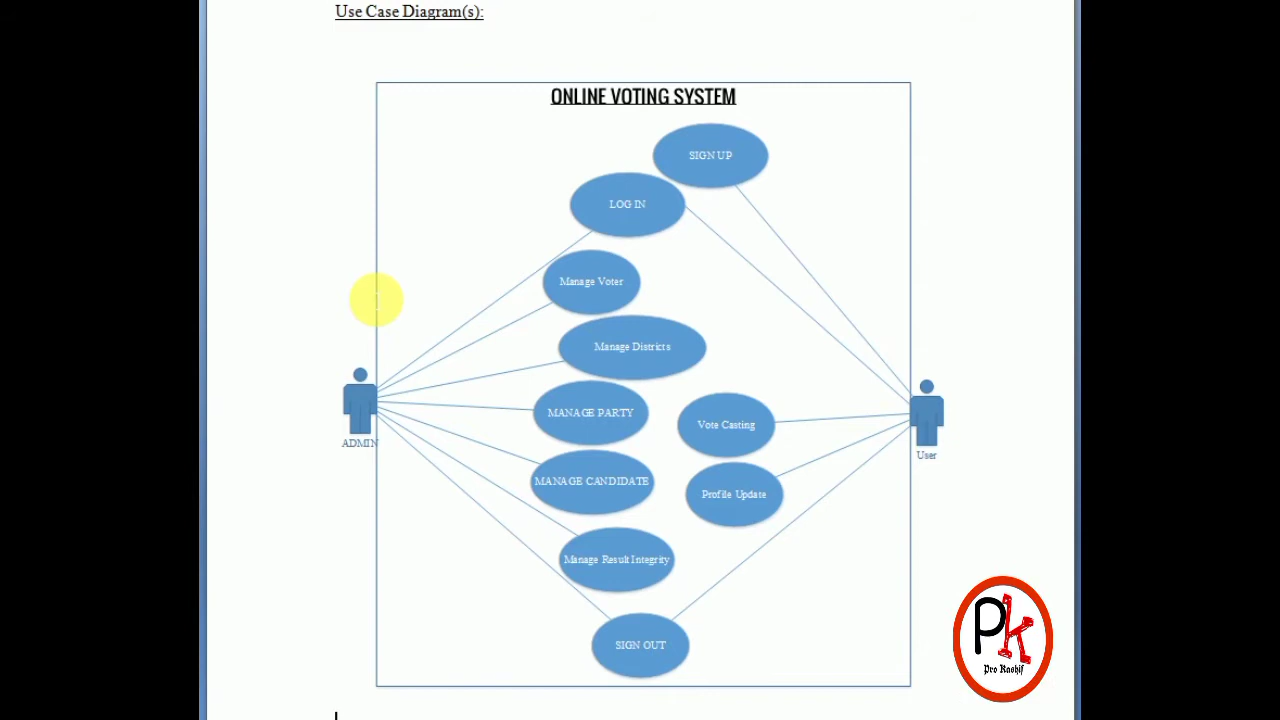 Use Case Diagram(s):
ONLINE VOTING SYSTEM
SIGN UP
LOG IN
Manage Voter
Manage Districts
MANAGE PARTY
Vote Casting
ADMIN
User
MANAGE CANDIDATE
Profile Update
Manage Result Integrity
SIGN OUT
Pk
Pro Kashif